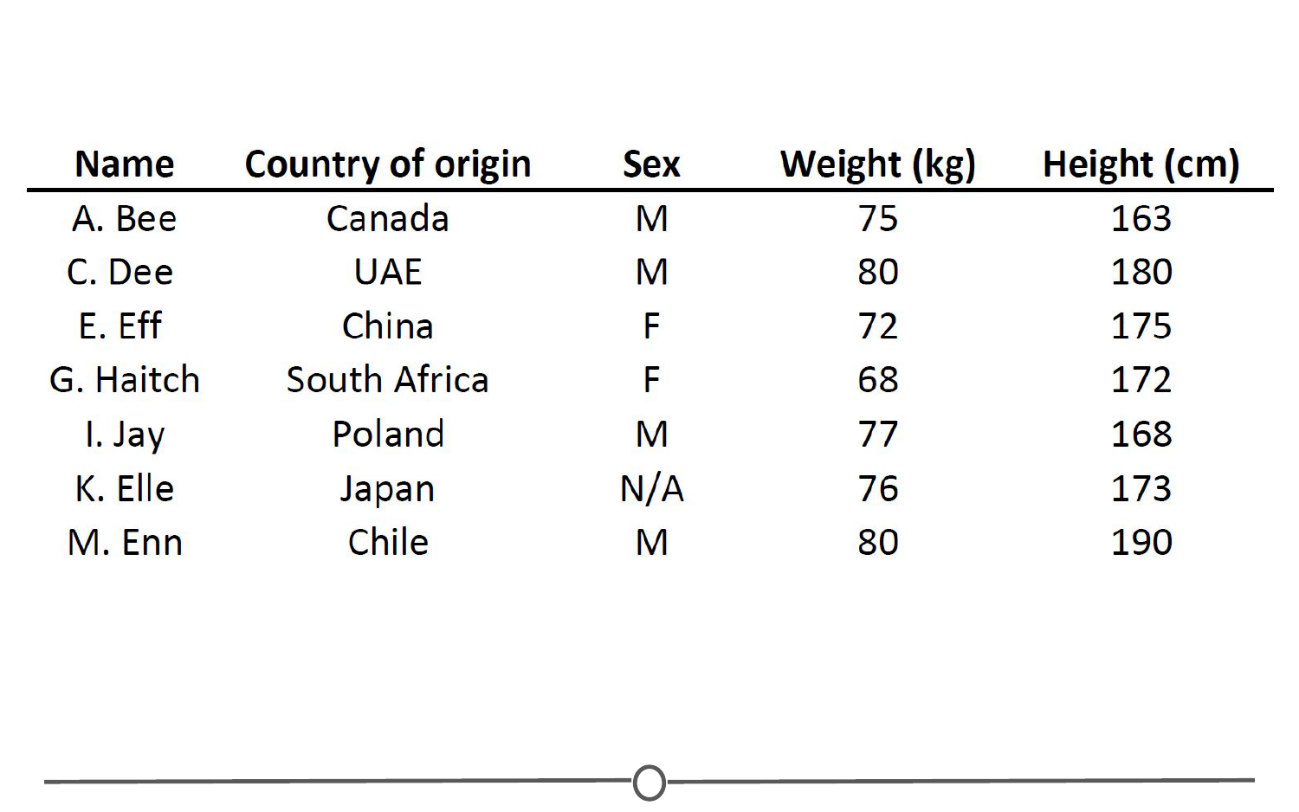 Name Country of origin Sex Weight (kg) Height (cm)
A. Bee Canada M 75 163
C. Dee UAE M 80 180
E. Eff China F 72 175
G. Haitch South Africa F 68 172
I. Jay Poland M 77 168
K. Elle Japan N/A 76 173
M. Enn Chile M 80 190